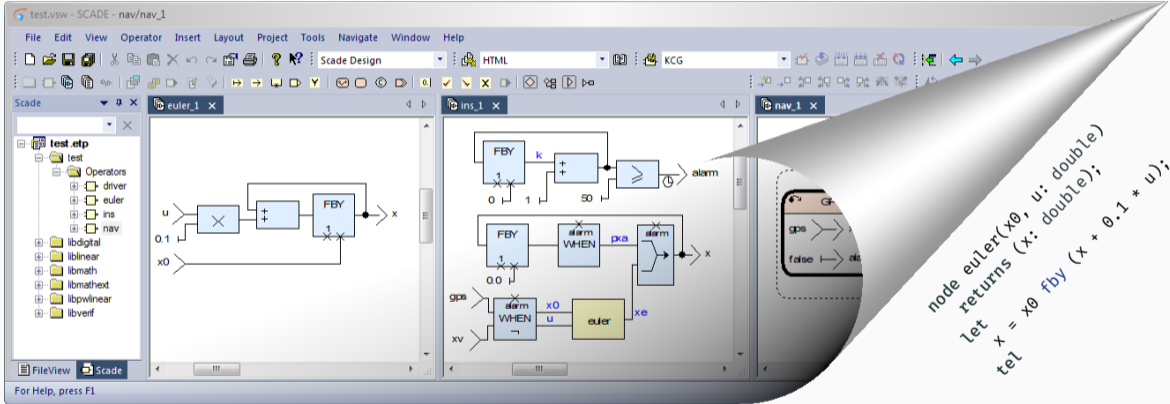 test.vsw - SCADE - nav/nav_1
File Edit View Operator Insert Layout Project Tools Navigate Window Help
Scade Design HTML KCG
Scade
euler_1
ins_1
nav_1
test.etp
test
Operators
driver
euler
ins
nav
libdigital
liblinear
libmath
libmathext
libpwlinear
libverif
FileView Scade
For Help, press F1
u
0.1
x0
FBY
1
x
FBY
1
k
0
1
50
alarm
FBY
1
0.0
alarm
WHEN
pxa
alarm
x
gps
xv
alarm
WHEN
x0
u
euler
xe
gps
false
node euler(x0, u: double)
returns (x: double);
let
x = x0 fby (x + 0.1 * u);
tel